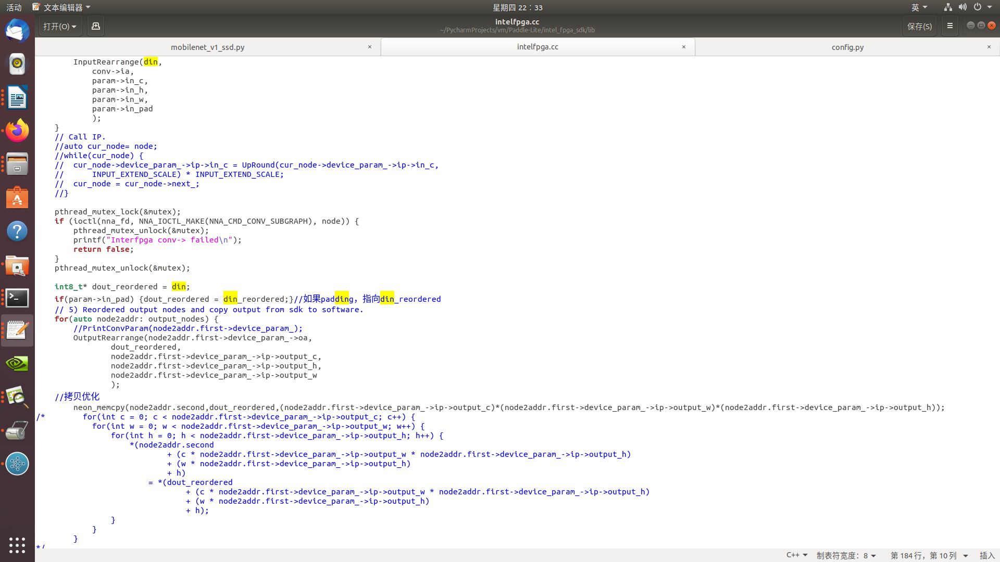 活动 文本编辑器 星期四 22：33 英
打开(O) intelfpga.cc 保存(S)
~/PycharmProjects/vm/Paddle-Lite/intel_fpga_sdk/lib
mobilenet_v1_ssd.py × intelfpga.cc × config.py ×
InputRearrange(din,
conv->ia,
param->in_c,
param->in_h,
param->in_w,
param->in_pad
);
}
// Call IP.
//auto cur_node= node;
//while(cur_node) {
//  cur_node->device_param_->ip->in_c = UpRound(cur_node->device_param_->ip->in_c,
//      INPUT_EXTEND_SCALE) * INPUT_EXTEND_SCALE;
//  cur_node = cur_node->next_;
//}
pthread_mutex_lock(&mutex);
if (ioctl(nna_fd, NNA_IOCTL_MAKE(NNA_CMD_CONV_SUBGRAPH), node)) {
pthread_mutex_unlock(&mutex);
printf("Interfpga conv-> failed\n");
return false;
}
pthread_mutex_unlock(&mutex);
int8_t* dout_reordered = din;
if(param->in_pad) {dout_reordered = din_reordered;}//如果padding，指向din_reordered
// 5) Reordered output nodes and copy output from sdk to software.
for(auto node2addr: output_nodes) {
//PrintConvParam(node2addr.first->device_param_);
OutputRearrange(node2addr.first->device_param_->oa,
dout_reordered,
node2addr.first->device_param_->ip->output_c,
node2addr.first->device_param_->ip->output_h,
node2addr.first->device_param_->ip->output_w
);
//拷贝优化
neon_memcpy(node2addr.second,dout_reordered,(node2addr.first->device_param_->ip->output_c)*(node2addr.first->device_param_->ip->output_w)*(node2addr.first->device_param_->ip->output_h));
/*        for(int c = 0; c < node2addr.first->device_param_->ip->output_c; c++) {
for(int w = 0; w < node2addr.first->device_param_->ip->output_w; w++) {
for(int h = 0; h < node2addr.first->device_param_->ip->output_h; h++) {
*(node2addr.second
+ (c * node2addr.first->device_param_->ip->output_w * node2addr.first->device_param_->ip->output_h)
+ (w * node2addr.first->device_param_->ip->output_h)
+ h)
= *(dout_reordered
+ (c * node2addr.first->device_param_->ip->output_w * node2addr.first->device_param_->ip->output_h)
+ (w * node2addr.first->device_param_->ip->output_h)
+ h);
}
}
}
*/
C++ 制表符宽度：8 第 184 行，第 10 列 插入